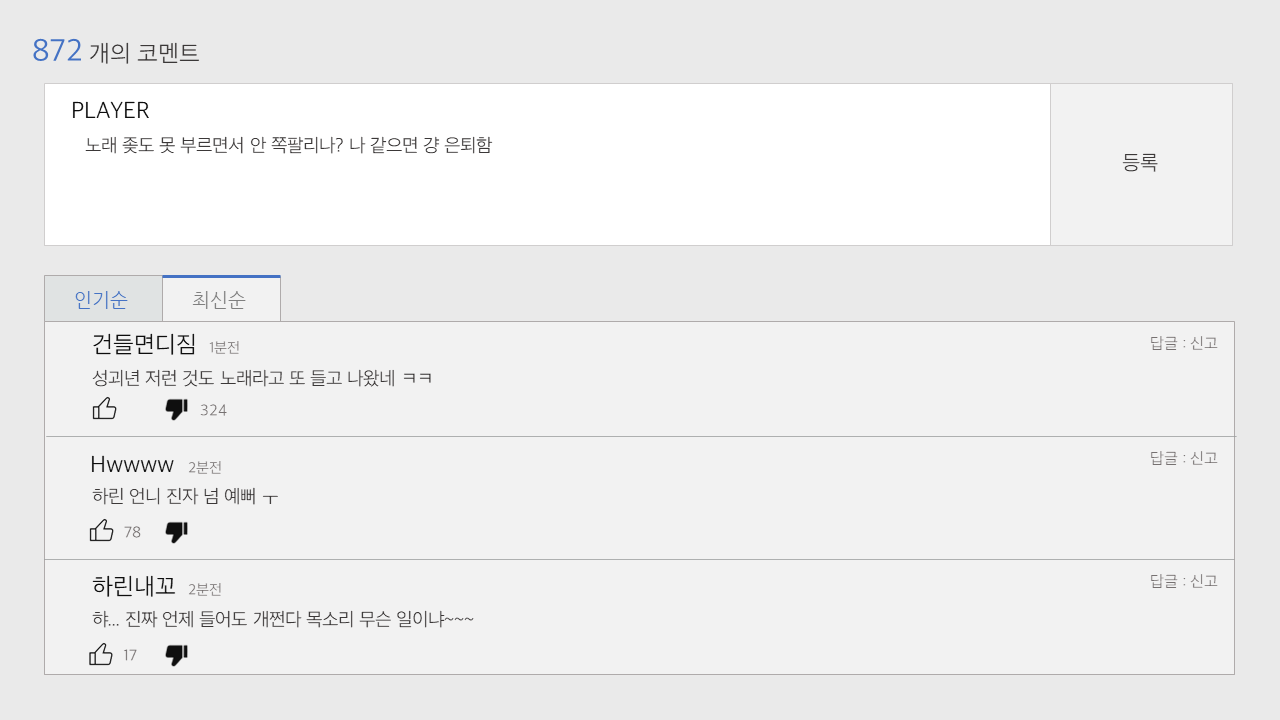 872 개의 코멘트
PLAYER
노래 좆도 못 부르면서 안 쪽팔리나? 나 같으면 걍 은퇴함
등록
인기순 최신순
건들면디짐 1분전 답글 : 신고
성괴년 저런 것도 노래라고 또 들고 나왔네 ㅋㅋ
324
Hwwww 2분전 답글 : 신고
하린 언니 진자 넘 예뻐 ㅜ
78
하린내꼬 2분전 답글 : 신고
햐... 진짜 언제 들어도 개쩐다 목소리 무슨 일이냐~~~
17